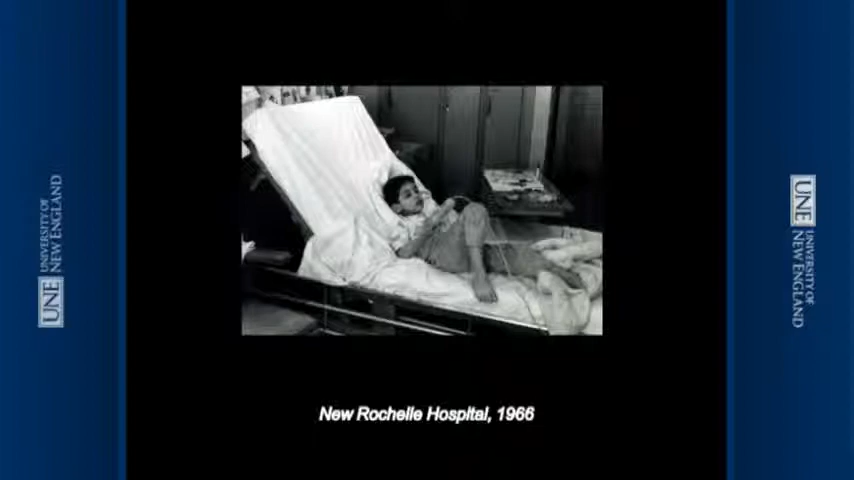 UNE UNIVERSITY OF
NEW ENGLAND
UNE UNIVERSITY OF
NEW ENGLAND
New Rochelle Hospital, 1966